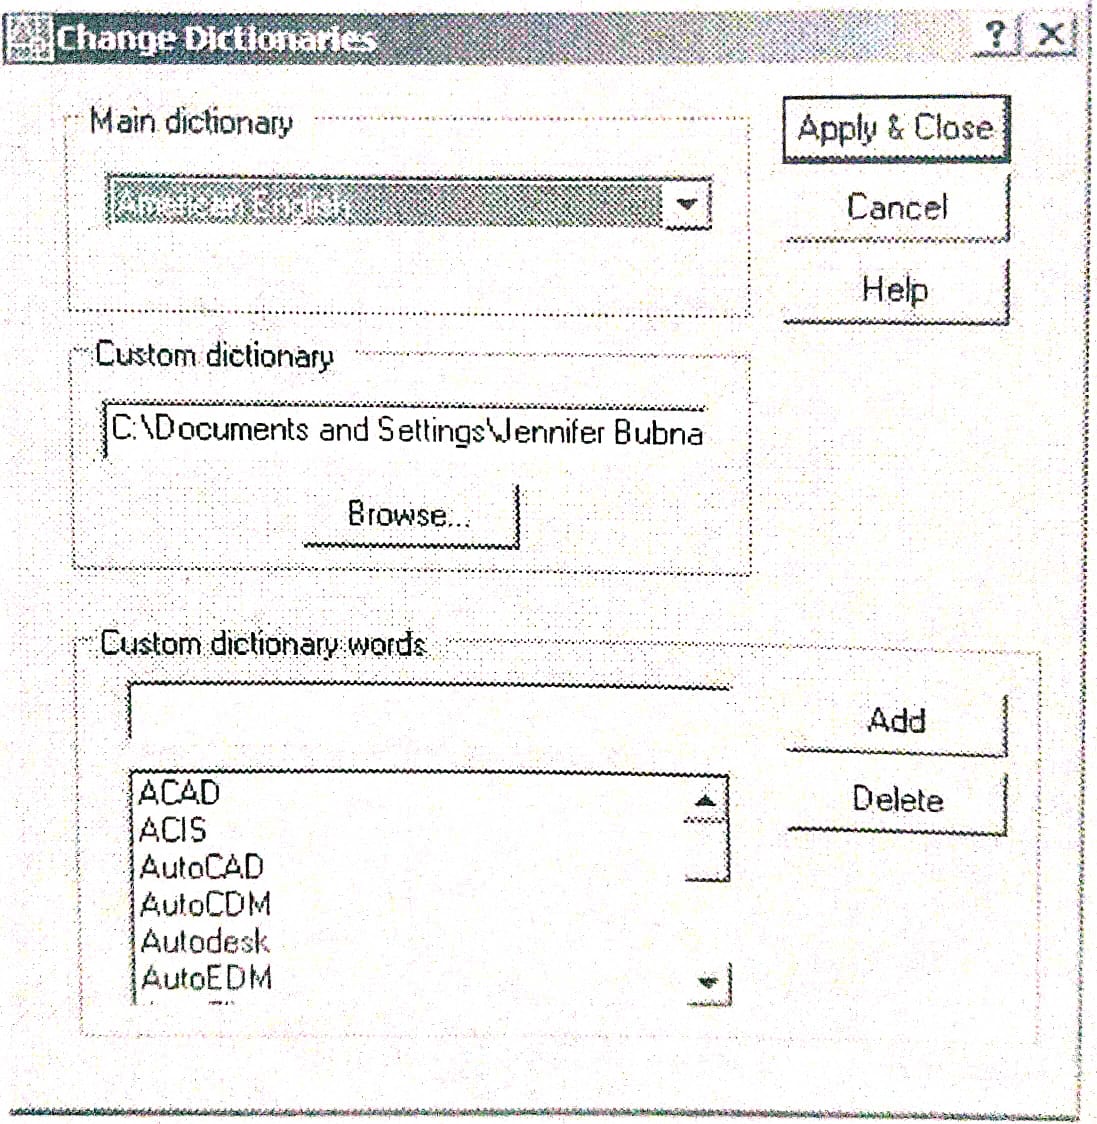 Change Dictionaries
Main dictionary
American English
Apply & Close
Cancel
Help
Custom dictionary
C:\Documents and Settings\Jennifer Bubna
Browse...
Custom dictionary words
Add
Delete
ACAD
ACIS
AutoCAD
AutoCDM
Autodesk
AutoEDM